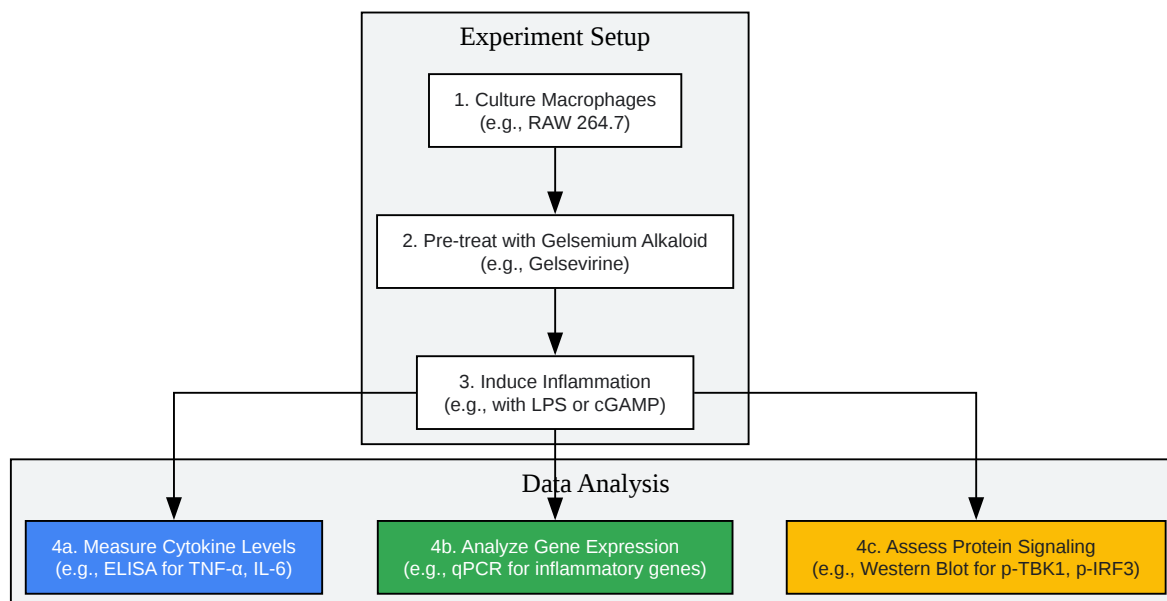 Experiment Setup
1. Culture Macrophages
(e.g., RAW 264.7)
2. Pre-treat with Gelsemium Alkaloid
(e.g., Gelsevirine)
3. Induce Inflammation
(e.g., with LPS or cGAMP)
Data Analysis
4a. Measure Cytokine Levels
(e.g., ELISA for TNF-α, IL-6)
4b. Analyze Gene Expression
(e.g., qPCR for inflammatory genes)
4c. Assess Protein Signaling
(e.g., Western Blot for p-TBK1, p-IRF3)